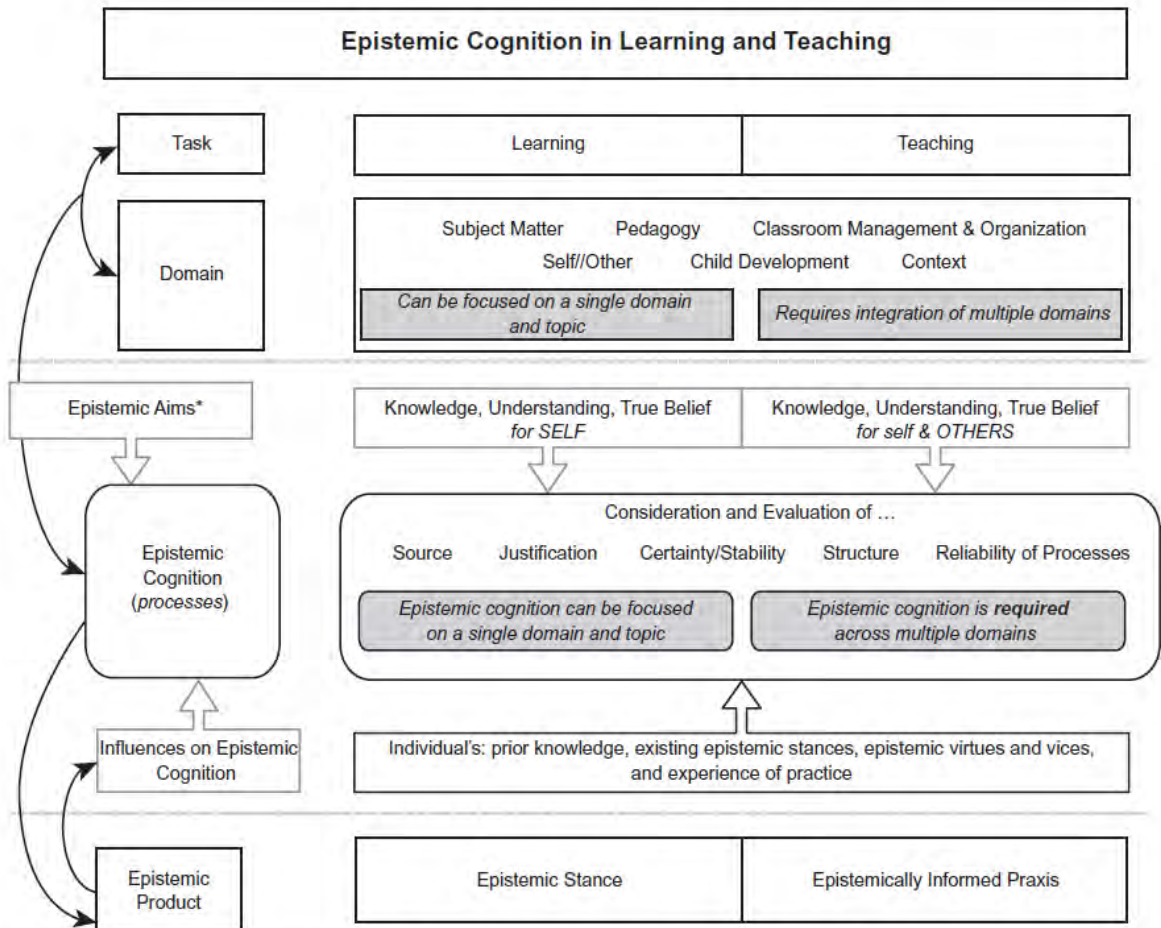 Epistemic Cognition in Learning and Teaching
Task
Learning
Teaching
Domain
Subject Matter Pedagogy Classroom Management & Organization
Self//Other Child Development Context
Can be focused on a single domain
and topic
Requires integration of multiple domains
Epistemic Aims*
Knowledge, Understanding, True Belief
for SELF
Knowledge, Understanding, True Belief
for self & OTHERS
Epistemic
Cognition
(processes)
Consideration and Evaluation of ...
Source Justification Certainty/Stability Structure Reliability of Processes
Epistemic cognition can be focused
on a single domain and topic
Epistemic cognition is required
across multiple domains
Influences on Epistemic
Cognition
Individual's: prior knowledge, existing epistemic stances, epistemic virtues and vices,
and experience of practice
Epistemic
Product
Epistemic Stance
Epistemically Informed Praxis